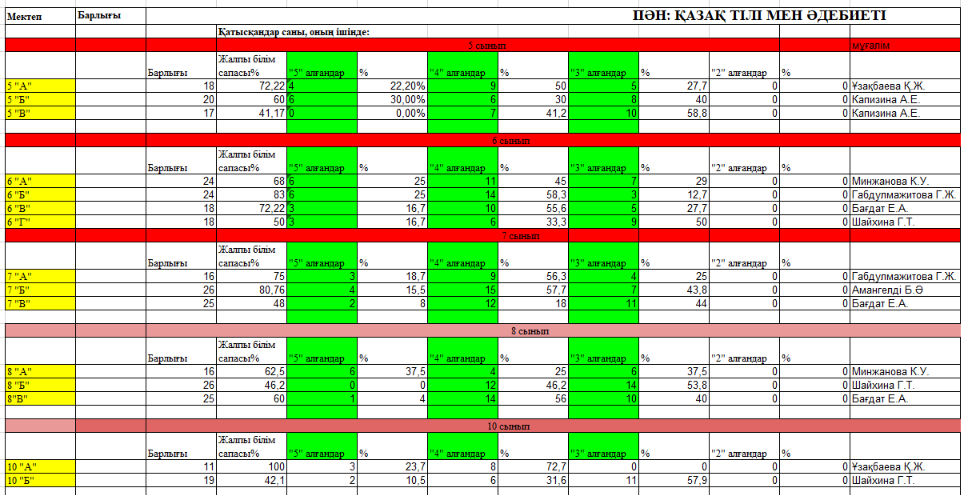 Мектеп Барлығы ПӘН: ҚАЗАҚ ТІЛІ МЕН ӘДЕБИЕТІ
Қатысқандар саны, оның ішінде:
5 сынып мұғалім
Барлығы Жалпы білім сапасы% "5" алғандар % "4" алғандар % "3" алғандар % "2" алғандар %
5 "А" 18 72,22 4 22,20% 9 50 5 27,7 0 0 Ұзақбаева Қ.Ж.
5 "Б" 20 60 6 30,00% 6 30 8 40 0 0 Капизина А.Е.
5 "В" 17 41,17 0 0,00% 7 41,2 10 58,8 0 0 Капизина А.Е.
6 сынып
Барлығы Жалпы білім сапасы% "5" алғандар % "4" алғандар % "3" алғандар % "2" алғандар %
6 "А" 24 68 6 25 11 45 7 29 0 0 Минжанова К.У.
6 "Б" 24 83 6 25 14 58,3 3 12,7 0 0 Габдулмажитова Г.Ж.
6 "В" 18 72,22 3 16,7 10 55,6 5 27,7 0 0 Бағдат Е.А.
6 "Г" 18 50 3 16,7 6 33,3 9 50 0 0 Шайхина Г.Т.
7 сынып
Барлығы Жалпы білім сапасы% "5" алғандар % "4" алғандар % "3" алғандар % "2" алғандар %
7 "А" 16 75 3 18,7 9 56,3 4 25 0 0 Габдулмажитова Г.Ж.
7 "Б" 26 80,76 4 15,5 15 57,7 7 43,8 0 0 Амангелді Б.Ә
7 "В" 25 48 2 8 12 18 11 44 0 0 Бағдат Е.А.
8 сынып
Барлығы Жалпы білім сапасы% "5" алғандар % "4" алғандар % "3" алғандар % "2" алғандар %
8 "А" 16 62,5 6 37,5 4 25 6 37,5 0 0 Минжанова К.У.
8 "Б" 26 46,2 0 0 12 46,2 14 53,8 0 0 Шайхина Г.Т.
8"В" 25 60 1 4 14 56 10 40 0 0 Бағдат Е.А.
10 сынып
Барлығы Жалпы білім сапасы% "5" алғандар % "4" алғандар % "3" алғандар % "2" алғандар %
10 "А" 11 100 3 23,7 8 72,7 0 0 0 0 Ұзақбаева Қ.Ж.
10 "Б" 19 42,1 2 10,5 6 31,6 11 57,9 0 0 Шайхина Г.Т.